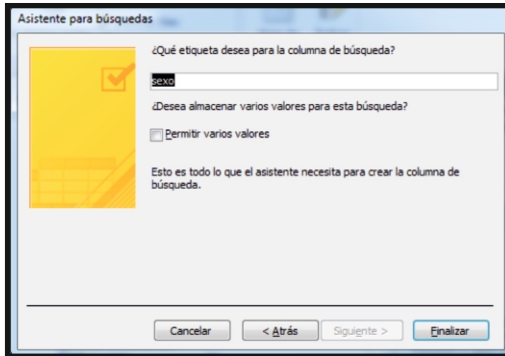 Asistente para búsquedas
¿Qué etiqueta desea para la columna de búsqueda?
sexo
¿Desea almacenar varios valores para esta búsqueda?
Permitir varios valores
Esto es todo lo que el asistente necesita para crear la columna de
búsqueda.
Cancelar < Atrás Siguiente > Finalizar